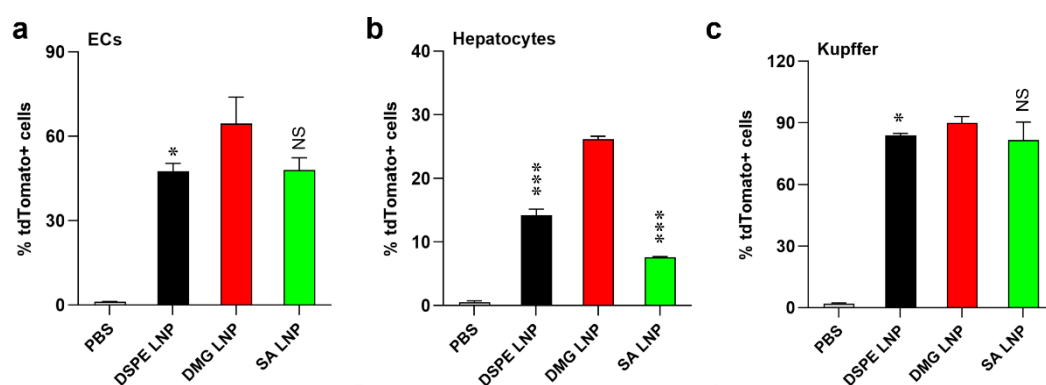 a
ECs
% tdTomato+ cells
90
60
30
0
*
NS
PBS
DSPE LNP
DMG LNP
SA LNP
b
Hepatocytes
% tdTomato+ cells
40
30
20
10
0
***
***
PBS
DSPE LNP
DMG LNP
SA LNP
c
Kupffer
% tdTomato+ cells
120
90
60
30
0
*
NS
PBS
DSPE LNP
DMG LNP
SA LNP